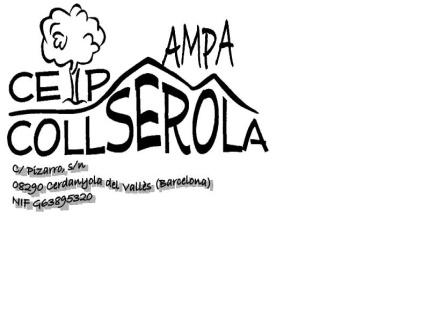 AMPA
CEIP
COLLSEROLA
C/ Pizarro, s/n
08290 Cerdanyola del Vallès (Barcelona)
NIF G63895320